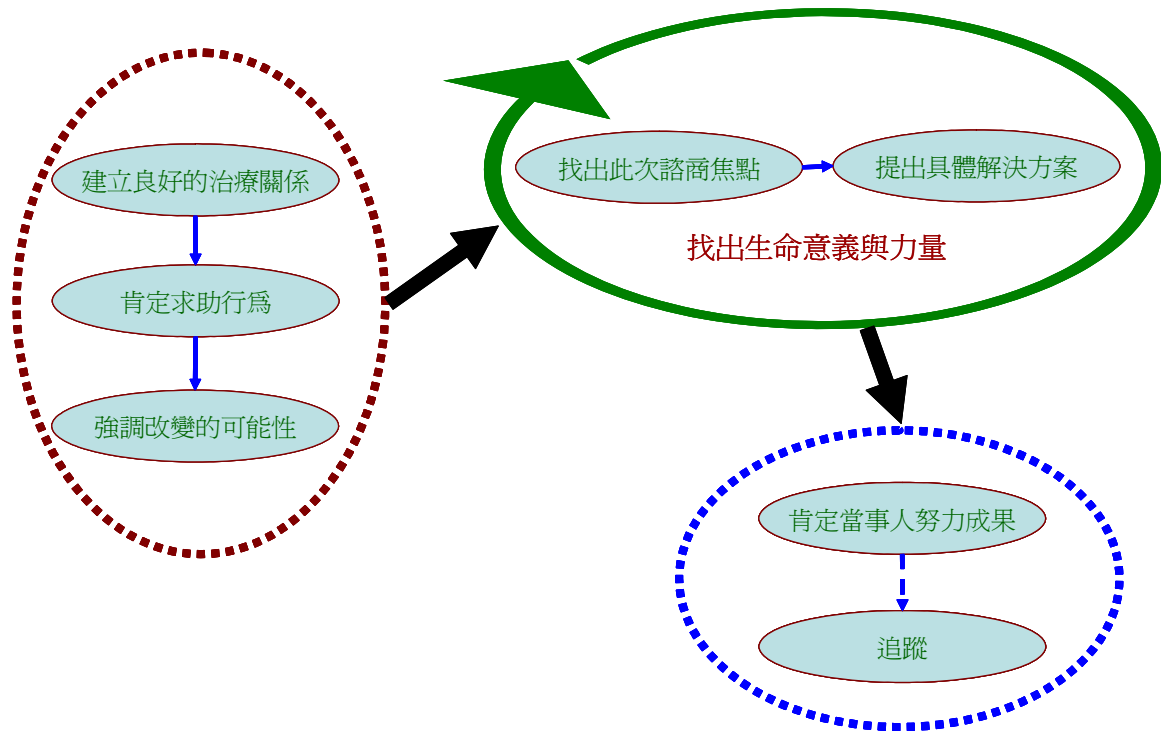 建立良好的治療關係
肯定求助行爲
強調改變的可能性
找出此次諮商焦點
提出具體解決方案
找出生命意義與力量
肯定當事人努力成果
追蹤